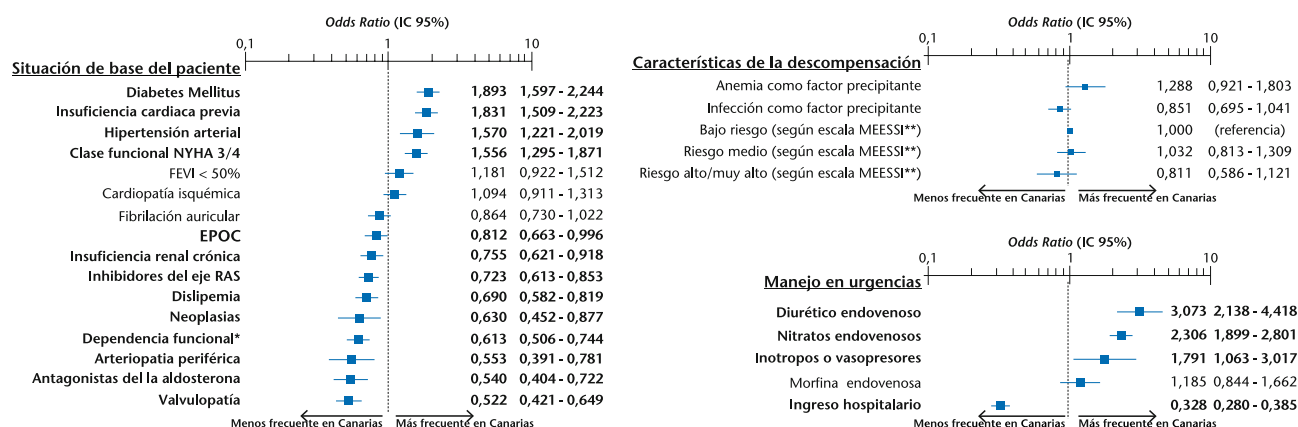 Odds Ratio (IC 95%)
0,1 1 10
Situación de base del paciente
Diabetes Mellitus 1,893 1,597 - 2,244
Insuficiencia cardiaca previa 1,831 1,509 - 2,223
Hipertensión arterial 1,570 1,221 - 2,019
Clase funcional NYHA 3/4 1,556 1,295 - 1,871
FEVI < 50% 1,181 0,922 - 1,512
Cardiopatía isquémica 1,094 0,911 - 1,313
Fibrilación auricular 0,864 0,730 - 1,022
EPOC 0,812 0,663 - 0,996
Insuficiencia renal crónica 0,755 0,621 - 0,918
Inhibidores del eje RAS 0,723 0,613 - 0,853
Dislipemia 0,690 0,582 - 0,819
Neoplasias 0,630 0,452 - 0,877
Dependencia funcional* 0,613 0,506 - 0,744
Arteriopatia periférica 0,553 0,391 - 0,781
Antagonistas del la aldosterona 0,540 0,404 - 0,722
Valvulopatía 0,522 0,421 - 0,649
Menos frecuente en Canarias Más frecuente en Canarias
Odds Ratio (IC 95%)
0,1 1 10
Características de la descompensación
Anemia como factor precipitante 1,288 0,921 - 1,803
Infección como factor precipitante 0,851 0,695 - 1,041
Bajo riesgo (según escala MEESSI**) 1,000 (referencia)
Riesgo medio (según escala MEESSI**) 1,032 0,813 - 1,309
Riesgo alto/muy alto (según escala MEESSI**) 0,811 0,586 - 1,121
Menos frecuente en Canarias Más frecuente en Canarias
Odds Ratio (IC 95%)
0,1 1 10
Manejo en urgencias
Diurético endovenoso 3,073 2,138 - 4,418
Nitratos endovenosos 2,306 1,899 - 2,801
Inotropos o vasopresores 1,791 1,063 - 3,017
Morfina endovenosa 1,185 0,844 - 1,662
Ingreso hospitalario 0,328 0,280 - 0,385
Menos frecuente en Canarias Más frecuente en Canarias